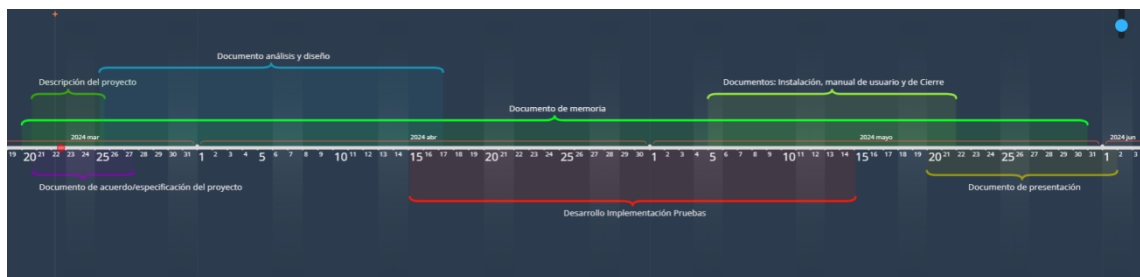 Documento análisis y diseño
Descripción del proyecto
Documentos: Instalación, manual de usuario y de Cierre
Documento de memoria
2024 mar 2024 abr 2024 mayo 2024 jun
19 20 21 22 23 24 25 26 27 28 29 30 31 1 2 3 4 5 6 7 8 9 10 11 12 13 14 15 16 17 18 19 20 21 22 23 24 25 26 27 28 29 30 1 2 3 4 5 6 7 8 9 10 11 12 13 14 15 16 17 18 19 20 21 22 23 24 25 26 27 28 29 30 31 1 2 3
Documento de acuerdo/especificación del proyecto
Documento de presentación
Desarrollo Implementación Pruebas